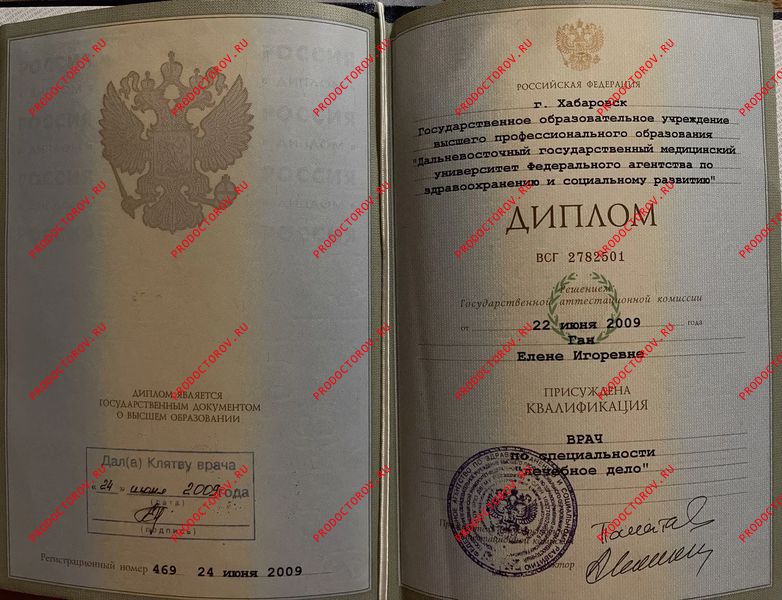 ДИПЛОМ ЯВЛЯЕТСЯ
ГОСУДАРСТВЕННЫМ ДОКУМЕНТОМ
О ВЫСШЕМ ОБРАЗОВАНИИ
Дал(а) Клятву врача
"24" июня 2009 года
(дата)
(подпись)
Регистрационный номер 469 24 июня 2009
РОССИЙСКАЯ ФЕДЕРАЦИЯ
г. Хабаровск
Государственное образовательное учреждение
высшего профессионального образования
"Дальневосточный государственный медицинский
университет Федерального агентства по
здравоохранению и социальному развитию"
ДИПЛОМ
ВСГ 2782501
Решением
Государственной аттестационной комиссии
от 22 июня 2009 года
Ган
Елене Игоревне
ПРИСУЖДЕНА
КВАЛИФИКАЦИЯ
ВРАЧ
по специальности
"лечебное дело"
PRODOCTOROV.RU